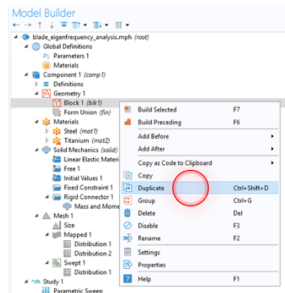 Model Builder
blade_eigenfrequency_analysis.mph (root)
Global Definitions
Pi Parameters 1
Materials
Component 1 (comp1)
Definitions
Geometry 1
Block 1 (blk1)
Form Union (fin)
Materials
Steel (mat1)
Titanium (mat2)
Solid Mechanics (solid)
Linear Elastic Materi
Free 1
Initial Values 1
Fixed Constraint 1
Rigid Connector 1
Mass and Mome
Mesh 1
Size
Mapped 1
Distribution 1
Distribution 2
Swept 1
Distribution 1
Study 1
Parametric Sweep
Build Selected F7
Build Preceding F6
Add Before
Add After
Copy as Code to Clipboard
Copy
Duplicate Ctrl+Shift+D
Group Ctrl+G
Delete Del
Disable F3
Rename F2
Settings
Properties
Help F1